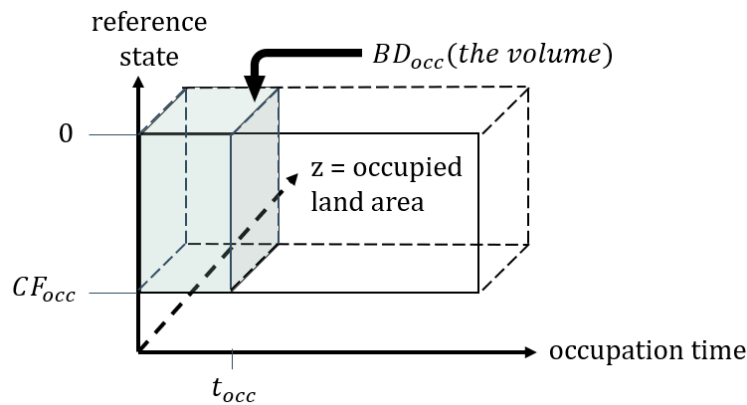 reference
state
BD_occ(the volume)
0
z = occupied
land area
CF_occ
occupation time
t_occ